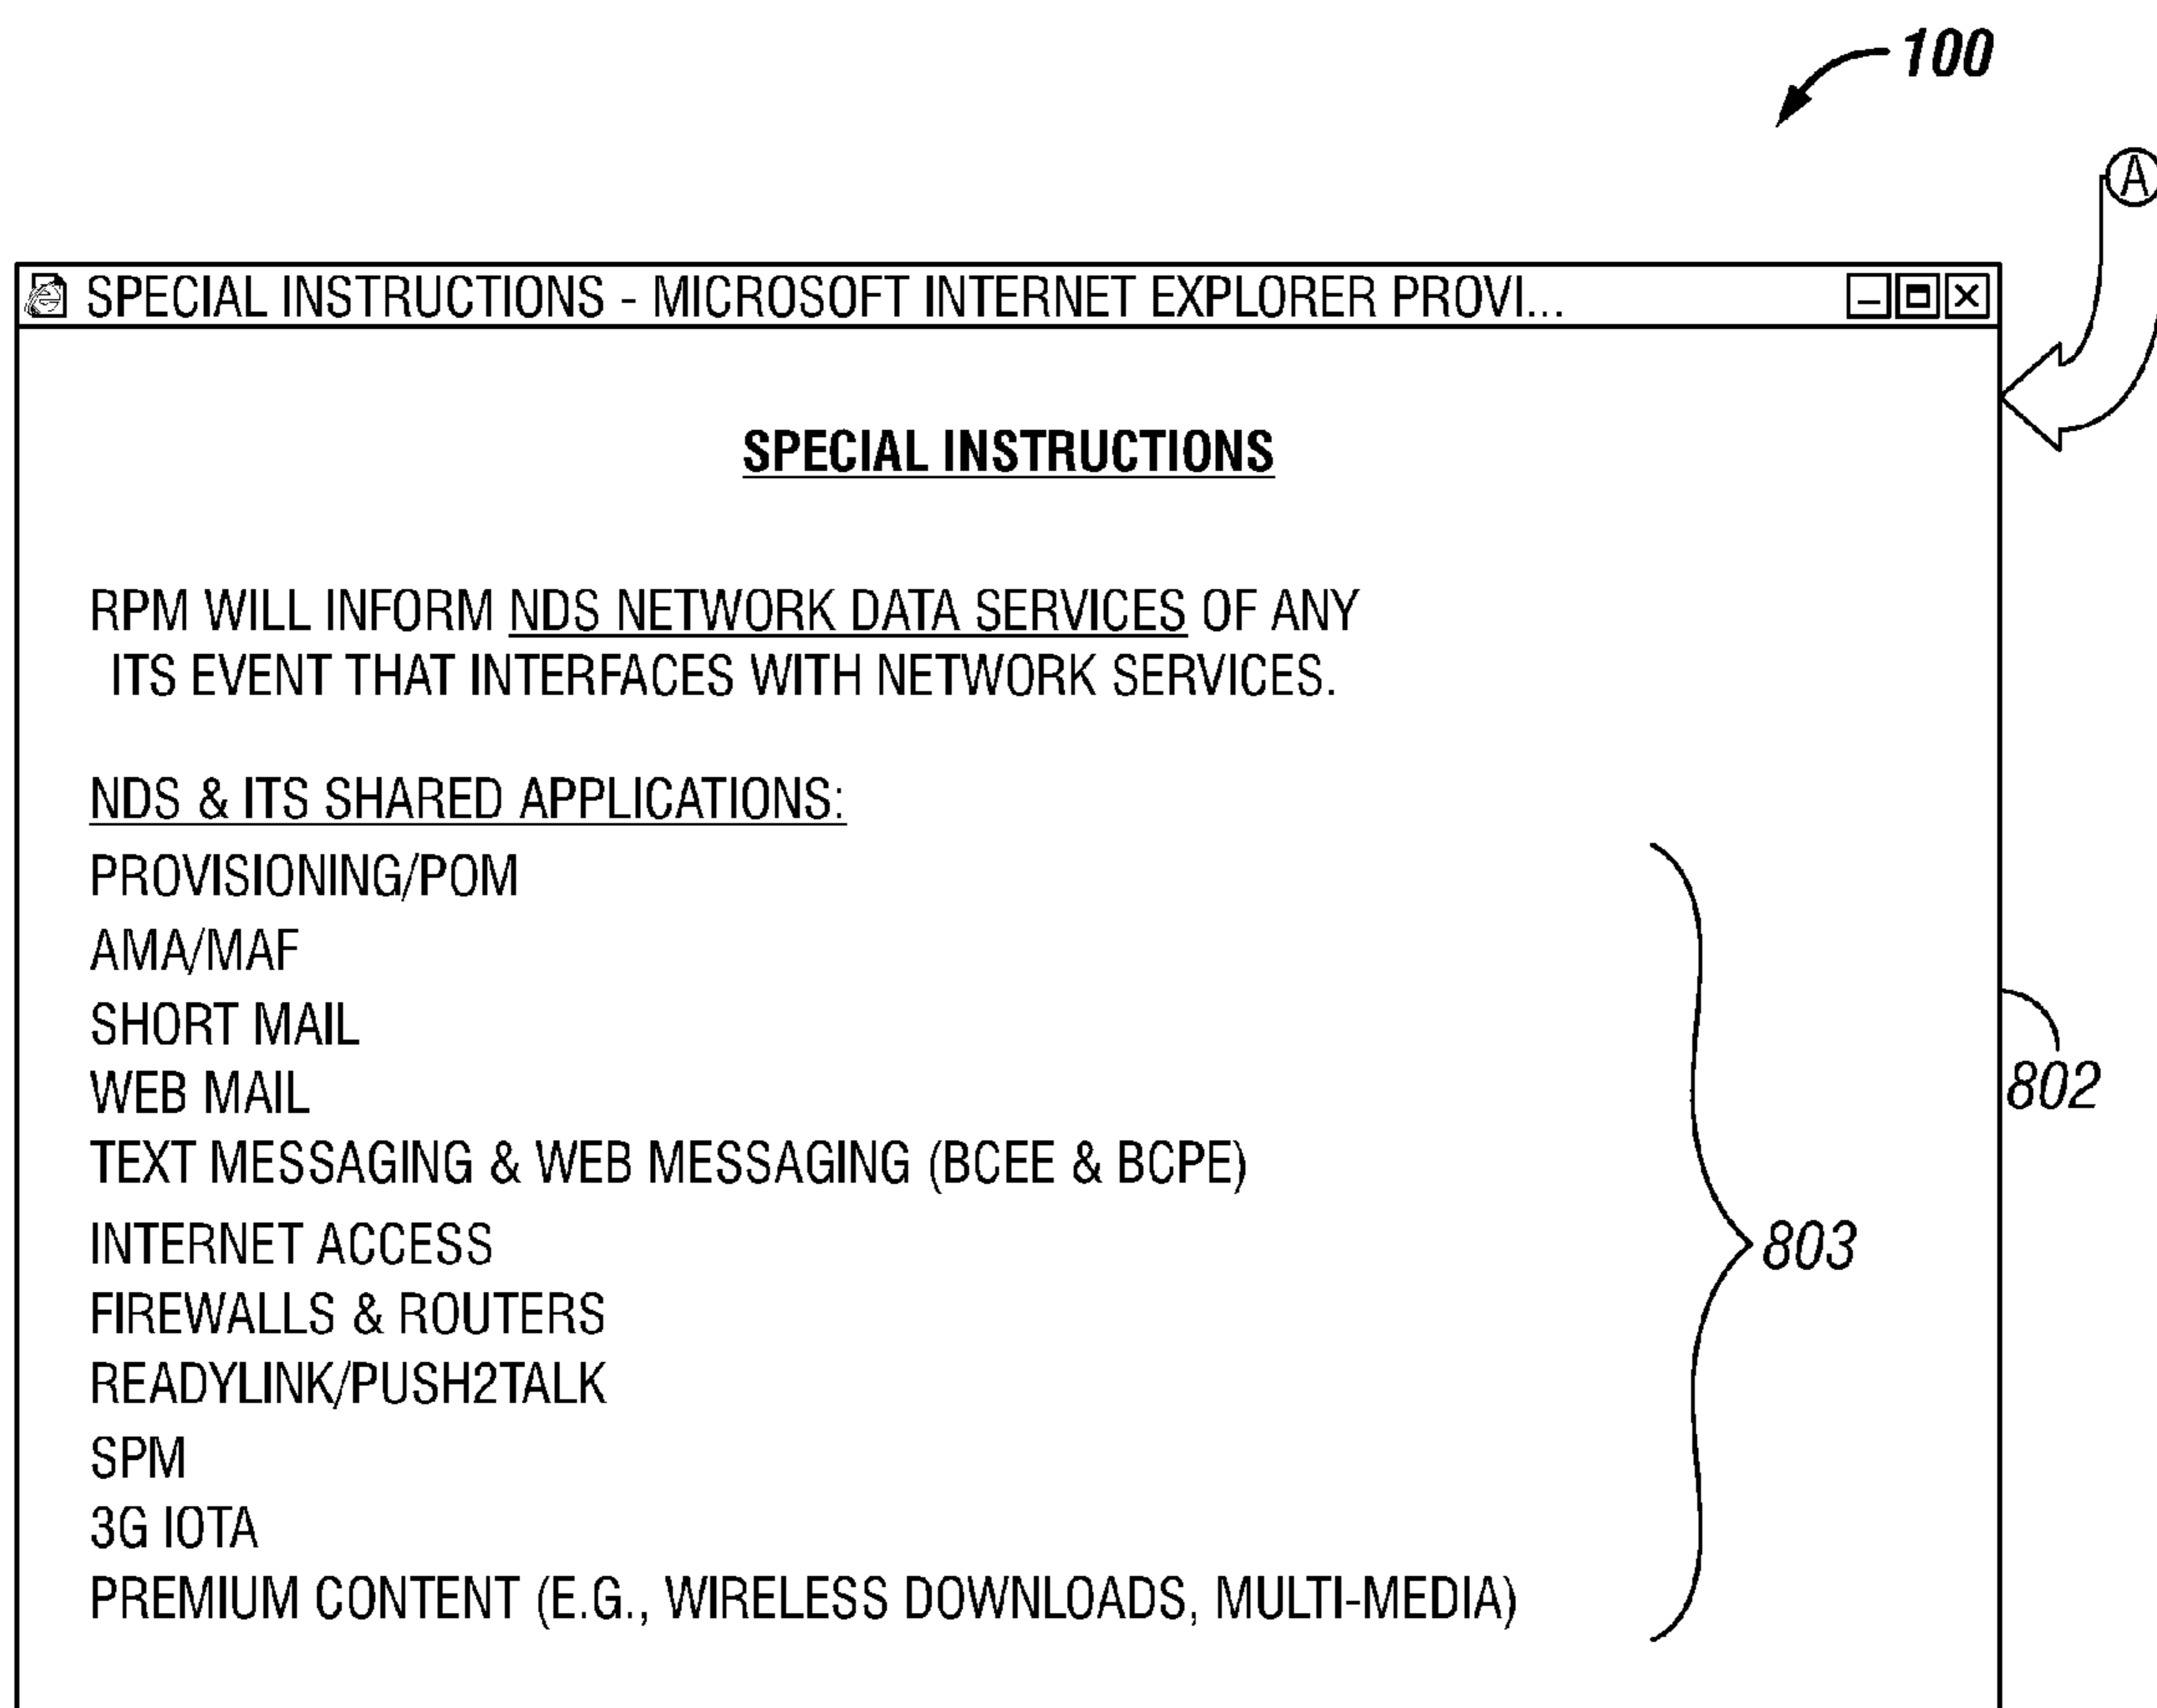 100
A
SPECIAL INSTRUCTIONS - MICROSOFT INTERNET EXPLORER PROVI...
SPECIAL INSTRUCTIONS
RPM WILL INFORM NDS NETWORK DATA SERVICES OF ANY
ITS EVENT THAT INTERFACES WITH NETWORK SERVICES.
NDS & ITS SHARED APPLICATIONS:
PROVISIONING/POM
AMA/MAF
SHORT MAIL
WEB MAIL
802
TEXT MESSAGING & WEB MESSAGING (BCEE & BCPE)
INTERNET ACCESS
803
FIREWALLS & ROUTERS
READYLINK/PUSH2TALK
SPM
3G IOTA
PREMIUM CONTENT (E.G., WIRELESS DOWNLOADS, MULTI-MEDIA)